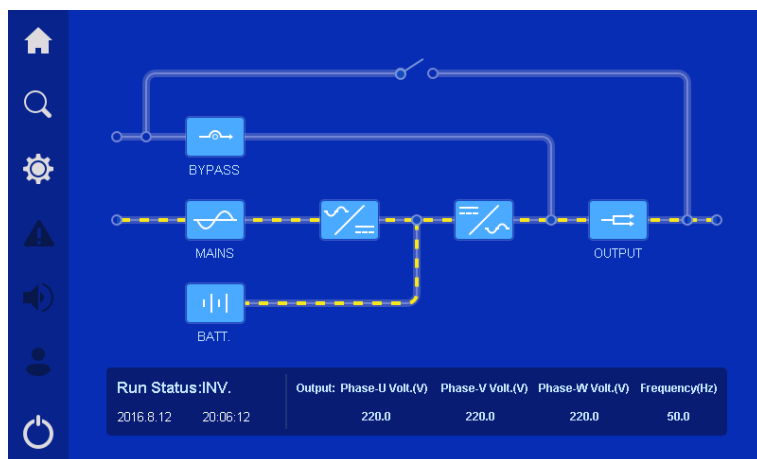 BYPASS
MAINS
OUTPUT
BATT.
Run Status:INV.
2016.8.12 20:06:12
Output: Phase-U Volt.(V) Phase-V Volt.(V) Phase-W Volt.(V) Frequency(Hz)
220.0 220.0 220.0 50.0